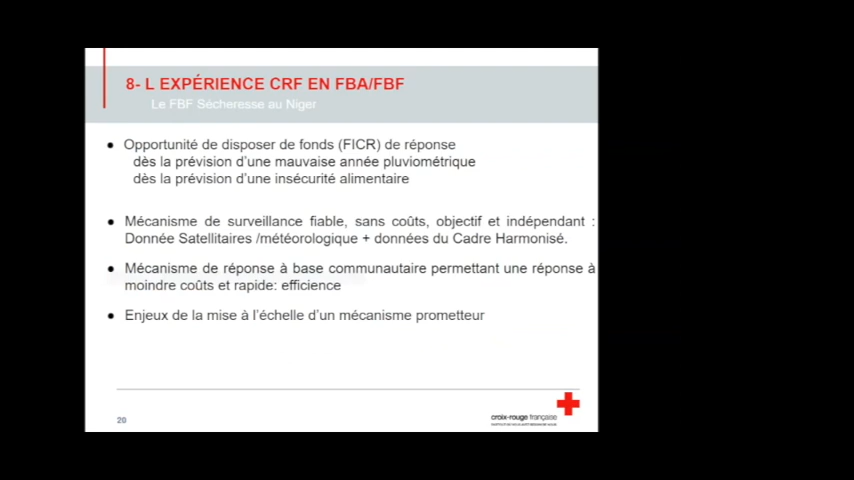 8- L EXPÉRIENCE CRF EN FBA/FBF
Le FBF Sécheresse au Niger
● Opportunité de disposer de fonds (FICR) de réponse
dès la prévision d'une mauvaise année pluviométrique
dès la prévision d'une insécurité alimentaire
● Mécanisme de surveillance fiable, sans coûts, objectif et indépendant :
Donnée Satellitaires /météorologique + données du Cadre Harmonisé.
● Mécanisme de réponse à base communautaire permettant une réponse à
moindre coûts et rapide: efficience
● Enjeux de la mise à l'échelle d'un mécanisme prometteur
20
croix-rouge française